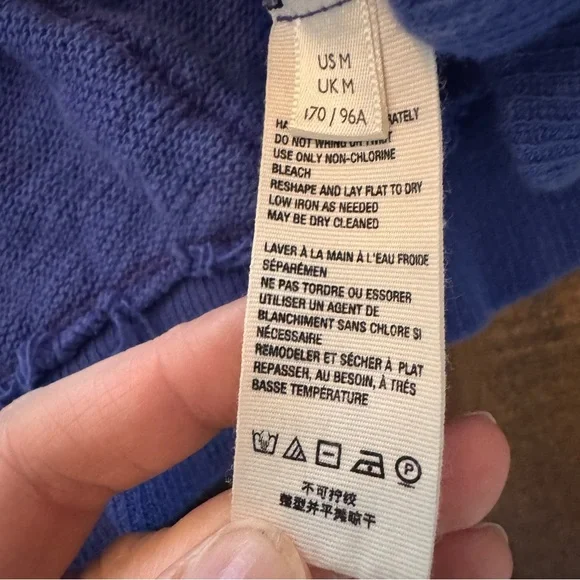 US M
UK M
170 / 96A
RATELY
DO NOT WRING OR TWIST
USE ONLY NON-CHLORINE
BLEACH
RESHAPE AND LAY FLAT TO DRY
LOW IRON AS NEEDED
MAY BE DRY CLEANED
LAVER À LA MAIN À L'EAU FROIDE
SÉPARÉMEN
NE PAS TORDRE OU ESSORER
UTILISER UN AGENT DE
BLANCHIMENT SANS CHLORE SI
NÉCESSAIRE
REMODELER ET SÉCHER À PLAT
REPASSER, AU BESOIN, À TRÉS
BASSE TEMPÉRATURE
P
不可拧绞
整型并平摊晾干